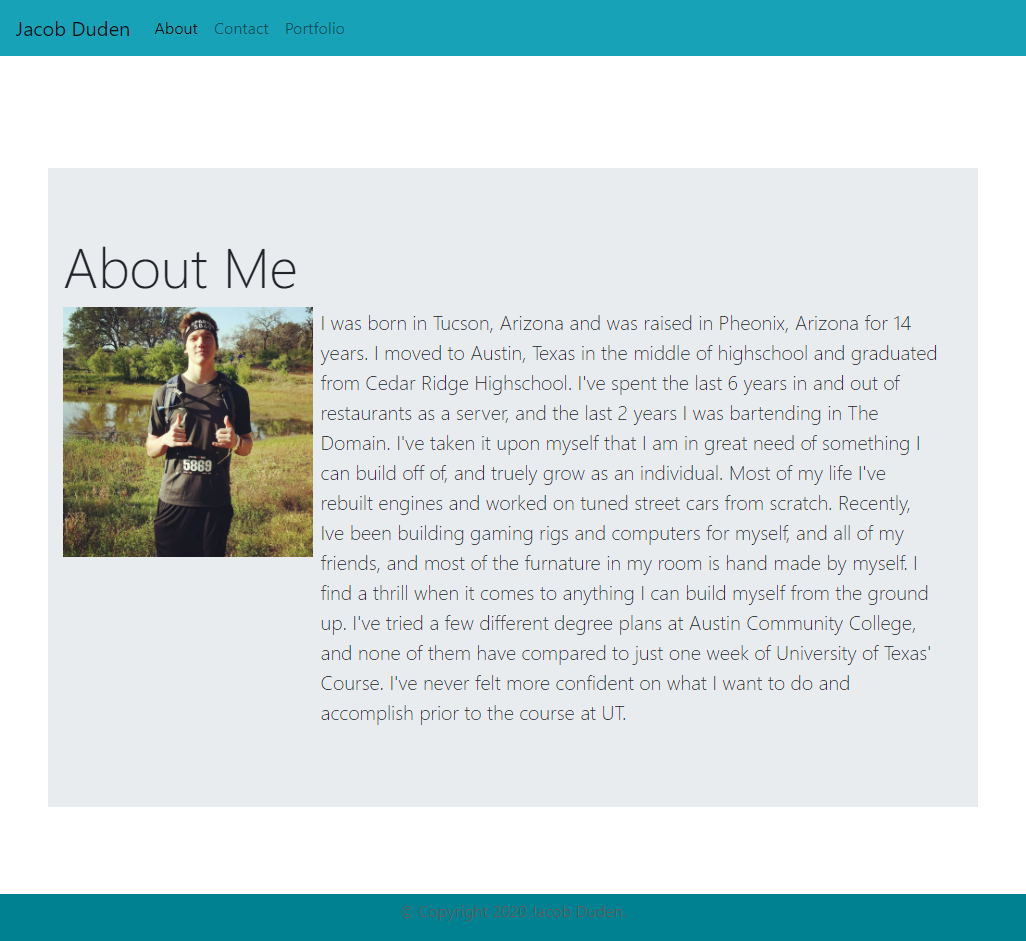 Jacob Duden About Contact Portfolio
About Me
I was born in Tucson, Arizona and was raised in Pheonix, Arizona for 14
years. I moved to Austin, Texas in the middle of highschool and graduated
from Cedar Ridge Highschool. I've spent the last 6 years in and out of
restaurants as a server, and the last 2 years I was bartending in The
Domain. I've taken it upon myself that I am in great need of something I
can build off of, and truely grow as an individual. Most of my life I've
rebuilt engines and worked on tuned street cars from scratch. Recently,
Ive been building gaming rigs and computers for myself, and all of my
friends, and most of the furnature in my room is hand made by myself. I
find a thrill when it comes to anything I can build myself from the ground
up. I've tried a few different degree plans at Austin Community College,
and none of them have compared to just one week of University of Texas'
Course. I've never felt more confident on what I want to do and
accomplish prior to the course at UT.
5869
© Copyright 2020 Jacob Duden